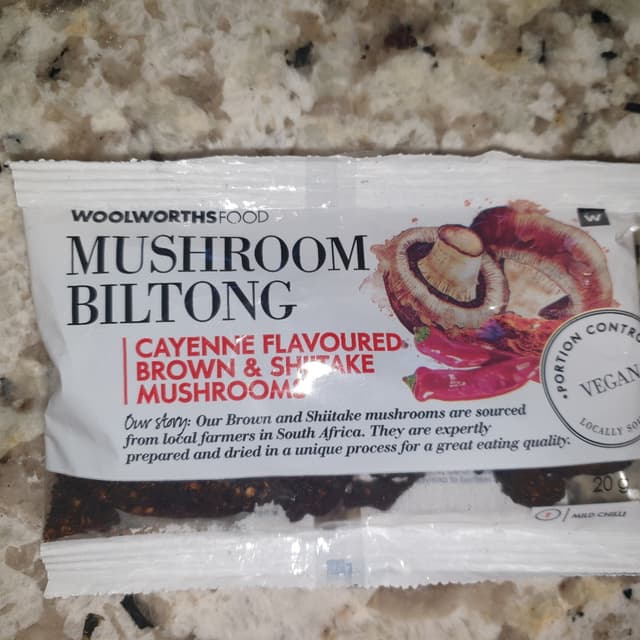 WOOLWORTHSFOOD
W
MUSHROOM
BILTONG
CAYENNE FLAVOURED
BROWN & SHIITAKE
MUSHROOMS
Our story: Our Brown and Shiitake mushrooms are sourced
from local farmers in South Africa. They are expertly
prepared and dried in a unique process for a great eating quality.
PORTION CONTRO
VEGAN
LOCALLY SO
20 g
MILD CHILLI